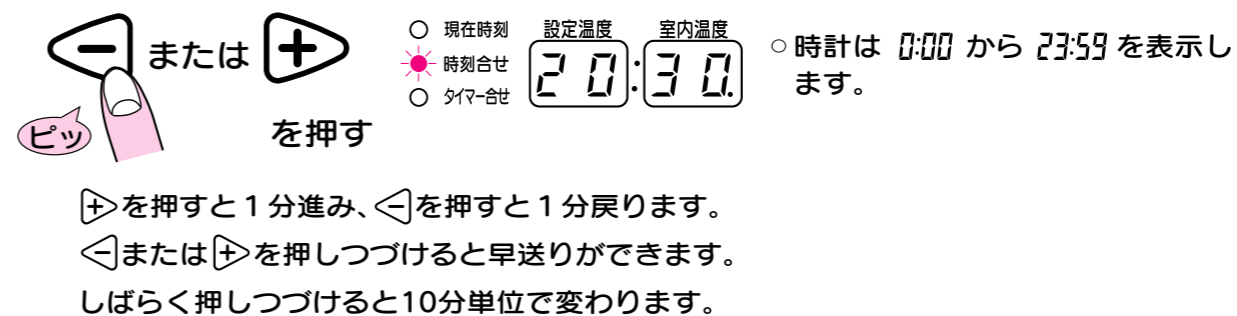 − または +
ピッ
を押す
現在時刻
時刻合せ
タイマー合せ
設定温度 室内温度
20:30.
○時計は 0:00 から 23:59 を表示し
ます。
+を押すと1分進み、−を押すと1分戻ります。
−または+を押しつづけると早送りができます。
しばらく押しつづけると10分単位で変わります。